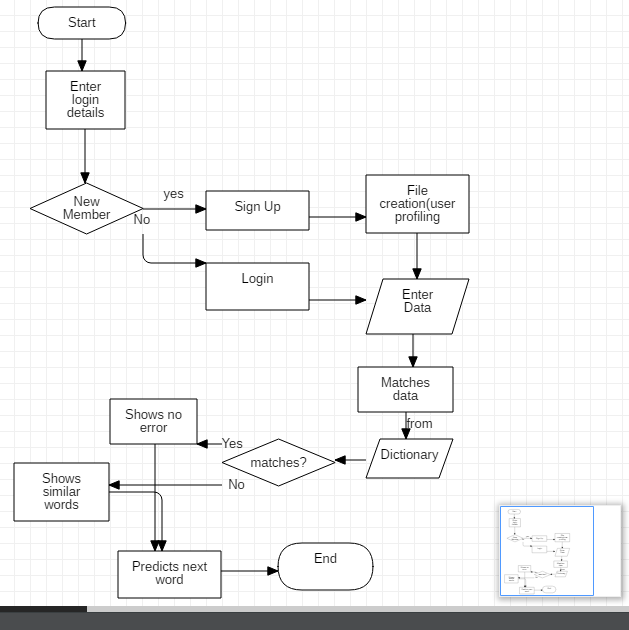 Start
Enter
login
details
New
Member
yes
No
Sign Up
File
creation(user
profiling
Login
Enter
Data
Matches
data
from
Dictionary
matches?
Yes
No
Shows no
error
Shows
similar
words
Predicts next
word
End